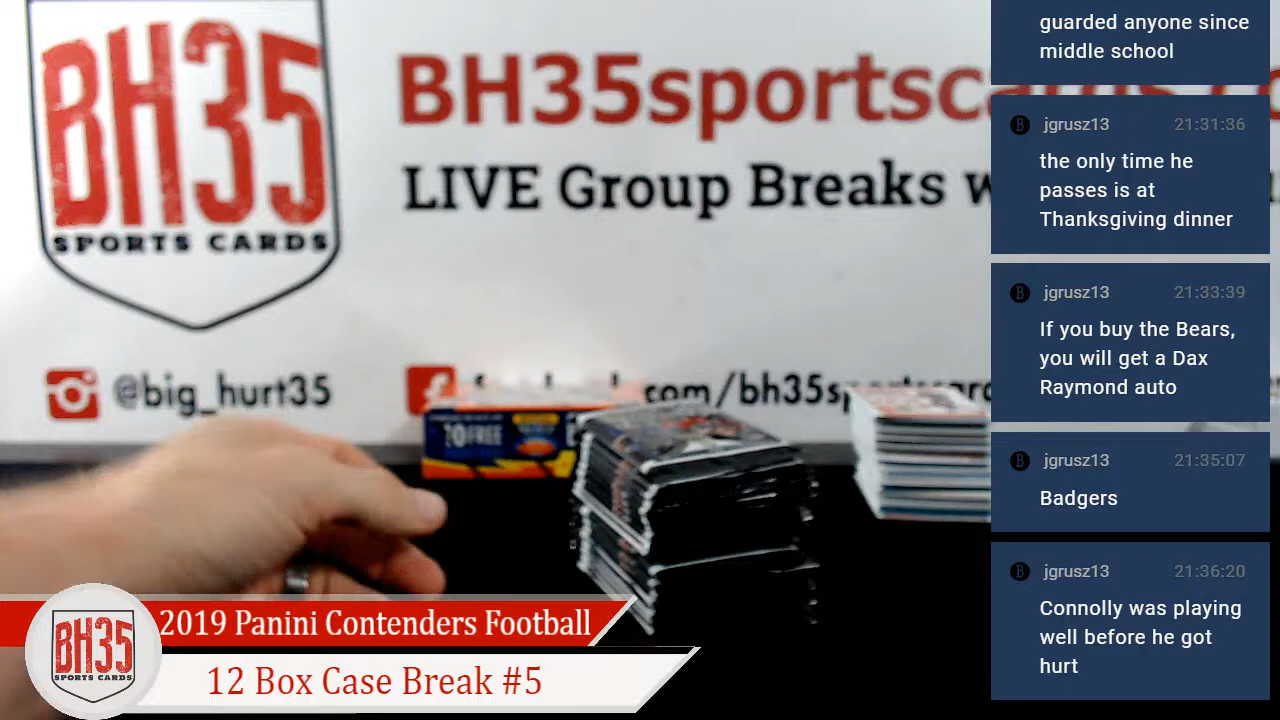 BH35
SPORTS CARDS
BH35sportscards.co
LIVE Group Breaks w
@big_hurt35
com/bh35sp
10 FREE
2019 Panini Contenders Football
12 Box Case Break #5
BH35
SPORTS CARDS
guarded anyone since
middle school
jgrusz13 21:31:36
the only time he
passes is at
Thanksgiving dinner
jgrusz13 21:33:39
If you buy the Bears,
you will get a Dax
Raymond auto
jgrusz13 21:35:07
Badgers
jgrusz13 21:36:20
Connolly was playing
well before he got
hurt